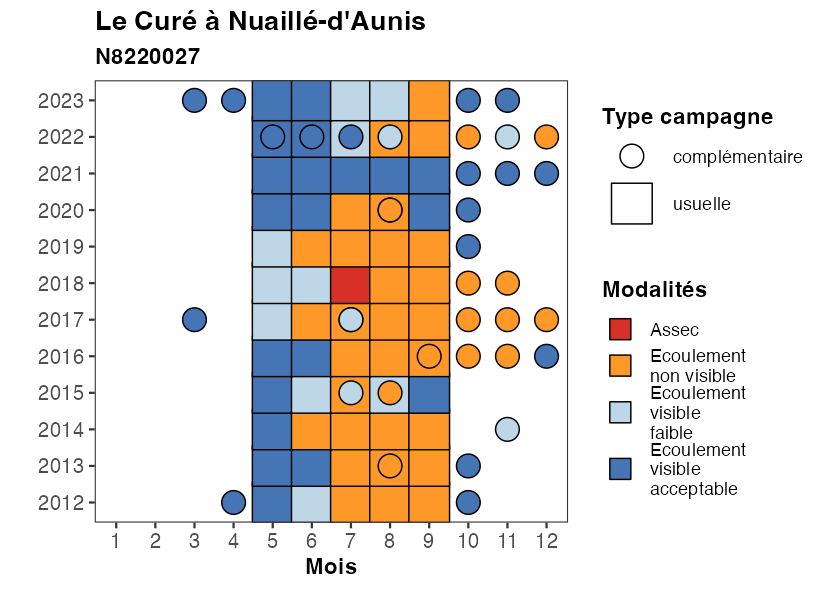 Le Curé à Nuaillé-d'Aunis
N8220027
2023
2022
2021
2020
2019
2018
2017
2016
2015
2014
2013
2012
1 2 3 4 5 6 7 8 9 10 11 12
Mois
Type campagne
complémentaire
usuelle
Modalités
Assec
Ecoulement
non visible
Ecoulement
visible
faible
Ecoulement
visible
acceptable